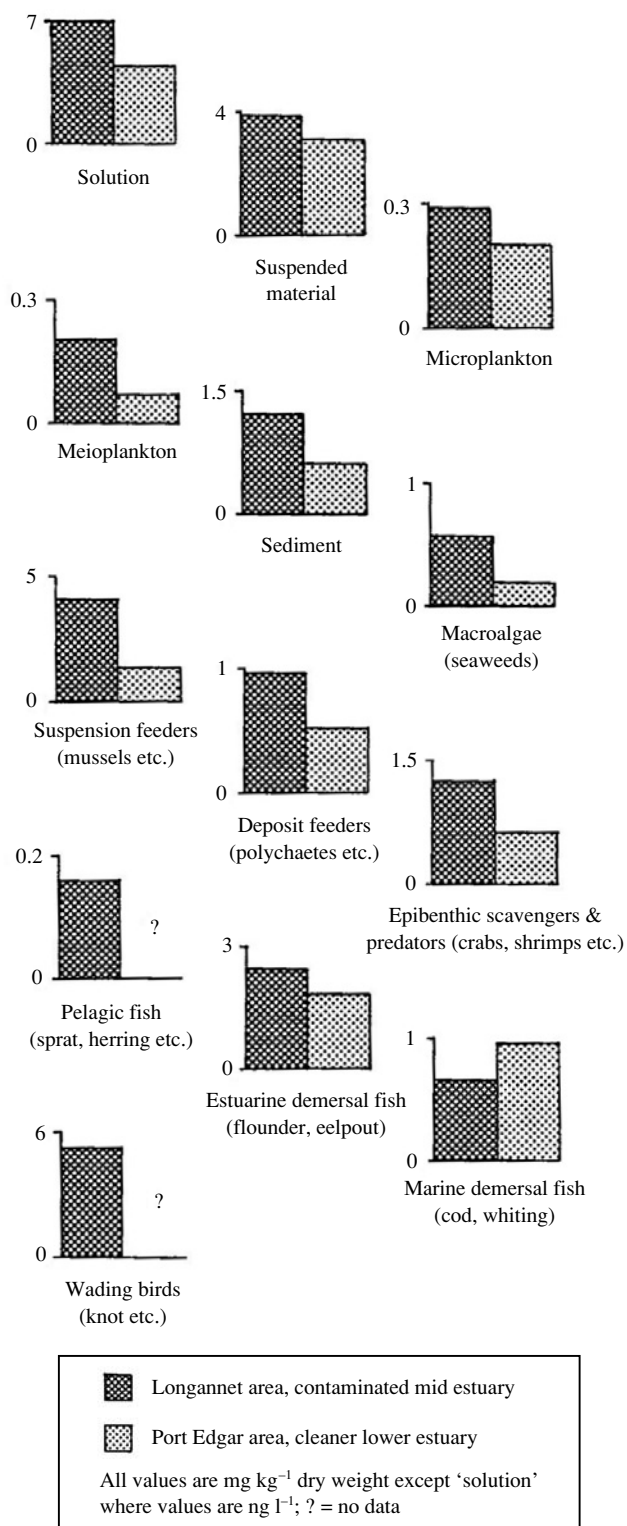 7
0
Solution
4
0
Suspended
material
0.3
0
Microplankton
0.3
0
Meioplankton
1.5
0
Sediment
1
0
Macroalgae
(seaweeds)
5
0
Suspension feeders
(mussels etc.)
1
0
Deposit feeders
(polychaetes etc.)
1.5
0
Epibenthic scavengers &
predators (crabs, shrimps etc.)
0.2
?
0
Pelagic fish
(sprat, herring etc.)
3
0
Estuarine demersal fish
(flounder, eelpout)
1
0
Marine demersal fish
(cod, whiting)
6
?
0
Wading birds
(knot etc.)
Longannet area, contaminated mid estuary
Port Edgar area, cleaner lower estuary
All values are mg kg⁻¹ dry weight except ‘solution’
where values are ng l⁻¹; ? = no data